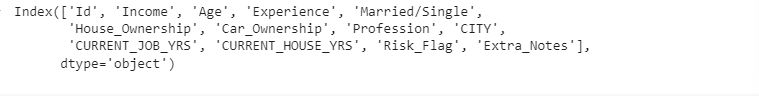 Index(['Id', 'Income', 'Age', 'Experience', 'Married/Single',
'House_Ownership', 'Car_Ownership', 'Profession', 'CITY',
'CURRENT_JOB_YRS', 'CURRENT_HOUSE_YRS', 'Risk_Flag', 'Extra_Notes'],
dtype='object')